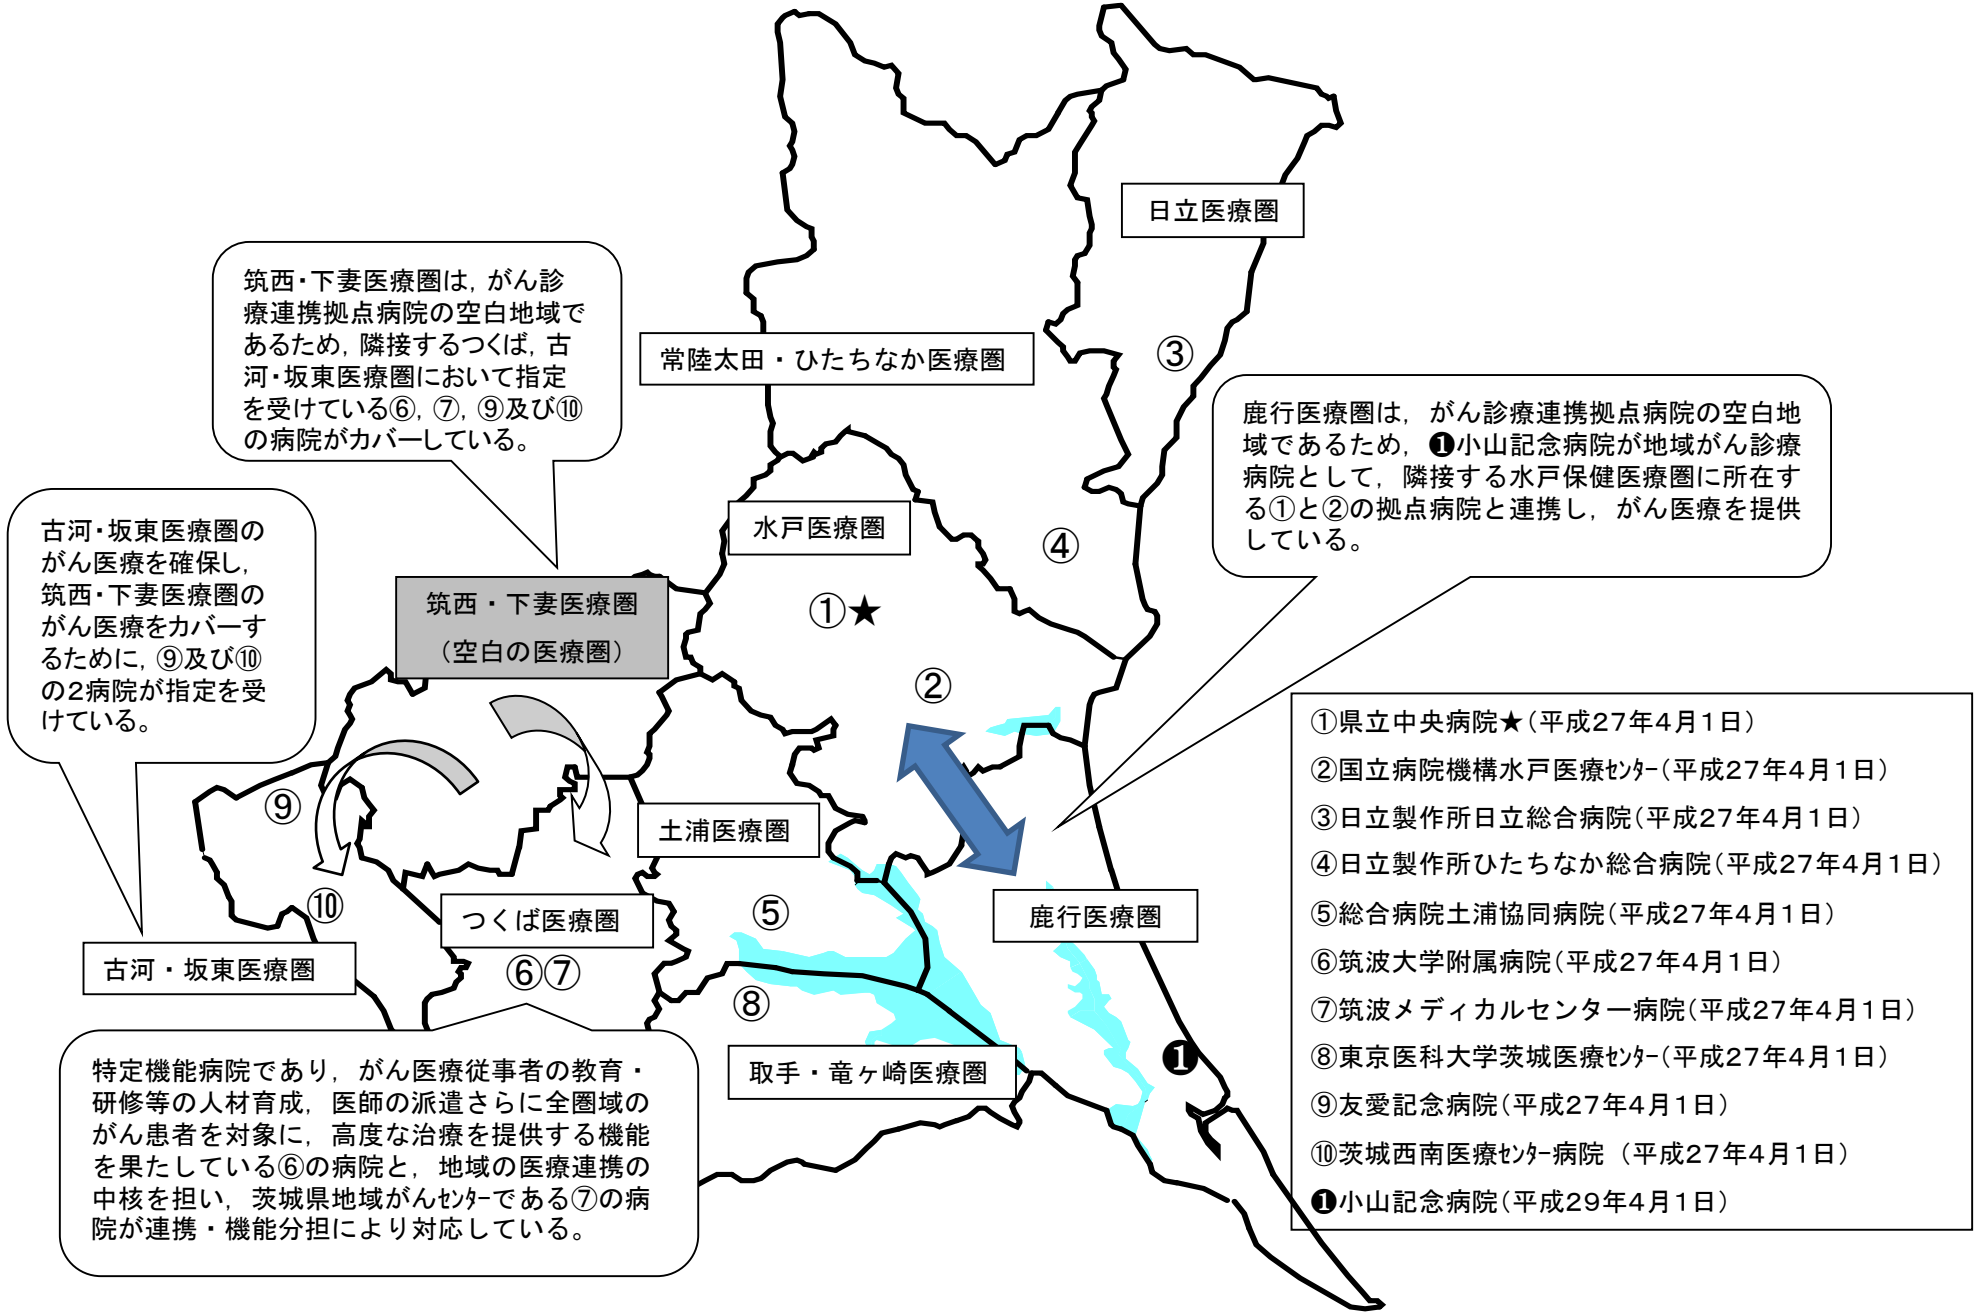 日立医療圏
筑西・下妻医療圏は，がん診
療連携拠点病院の空白地域で
あるため，隣接するつくば，古
河・坂東医療圏において指定
を受けている⑥，⑦，⑨及び⑩
の病院がカバーしている。
常陸太田・ひたちなか医療圏
③
鹿行医療圏は，がん診療連携拠点病院の空白地
域であるため，❶小山記念病院が地域がん診療
病院として，隣接する水戸保健医療圏に所在す
る①と②の拠点病院と連携し，がん医療を提供
している。
古河・坂東医療圏の
がん医療を確保し，
筑西・下妻医療圏の
がん医療をカバーす
るために，⑨及び⑩
の２病院が指定を受
けている。
水戸医療圏
④
筑西・下妻医療圏
（空白の医療圏）
①★
②
⑨
土浦医療圏
⑩
つくば医療圏
⑤
鹿行医療圏
古河・坂東医療圏
⑥⑦
⑧
取手・竜ヶ崎医療圏
❶
特定機能病院であり，がん医療従事者の教育・
研修等の人材育成，医師の派遣さらに全圏域の
がん患者を対象に，高度な治療を提供する機能
を果たしている⑥の病院と，地域の医療連携の
中核を担い，茨城県地域がんｾﾝﾀｰである⑦の病
院が連携・機能分担により対応している。
①県立中央病院★（平成２７年４月１日）
②国立病院機構水戸医療ｾﾝﾀｰ（平成２７年４月１日）
③日立製作所日立総合病院（平成２７年４月１日）
④日立製作所ひたちなか総合病院（平成２７年４月１日）
⑤総合病院土浦協同病院（平成２７年４月１日）
⑥筑波大学附属病院（平成２７年４月１日）
⑦筑波メディカルセンター病院（平成２７年４月１日）
⑧東京医科大学茨城医療ｾﾝﾀｰ（平成２７年４月１日）
⑨友愛記念病院（平成２７年４月１日）
⑩茨城西南医療ｾﾝﾀｰ病院 （平成２７年４月１日）
❶小山記念病院（平成２９年４月１日）